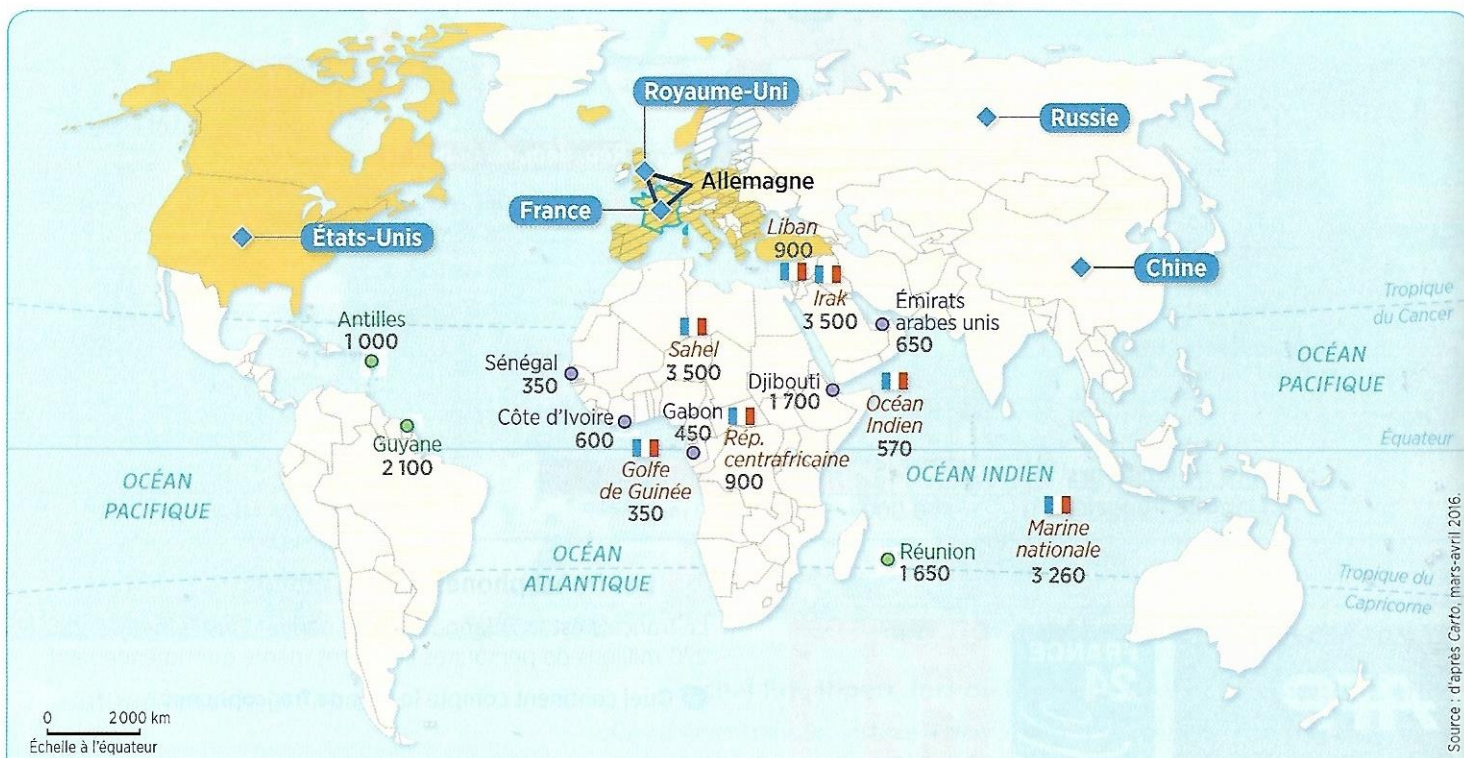 Royaume-Uni
Russie
Allemagne
France
États-Unis
Liban
900
Chine
Irak
3 500
Émirats
arabes unis
650
Tropique
du Cancer
Antilles
1 000
Sahel
3 500
OCÉAN
PACIFIQUE
Sénégal
350
Djibouti
1 700
Océan
Indien
570
Côte d'Ivoire
600
Gabon
450
Rép.
centrafricaine
900
Guyane
2 100
Équateur
Golfe
de Guinée
350
OCÉAN
PACIFIQUE
OCÉAN INDIEN
Marine
nationale
3 260
OCÉAN
ATLANTIQUE
Réunion
1 650
Tropique du
Capricorne
0 2000 km
Échelle à l'équateur
Source : d'après Carto, mars-avril 2016.